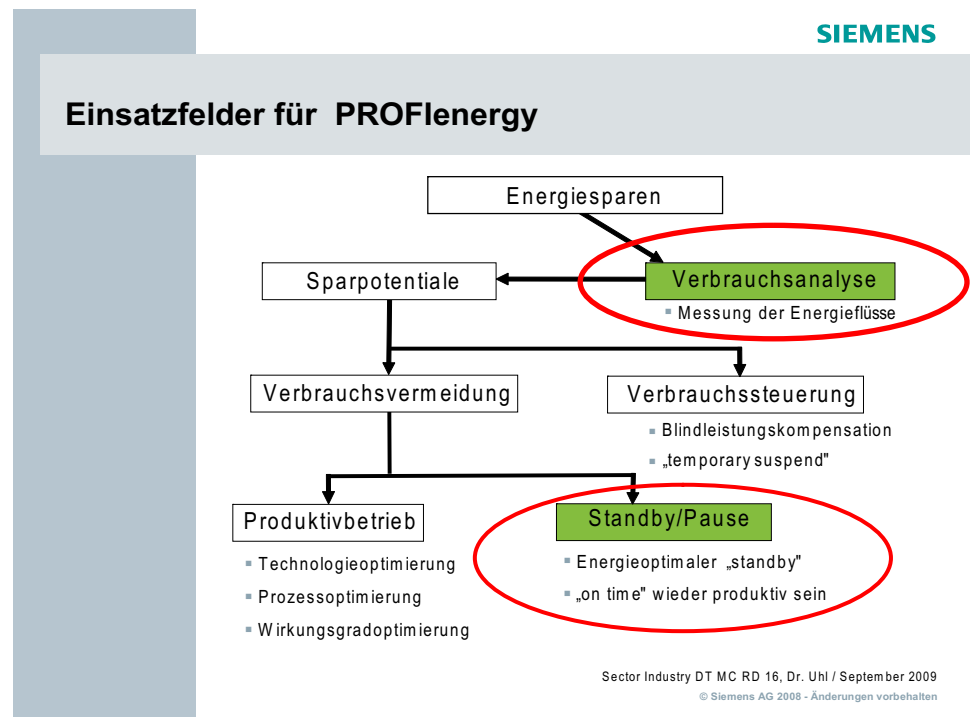 SIEMENS
Einsatzfelder für PROFIenergy
Energiesparen
Verbrauchsanalyse
Messung der Energieflüsse
Sparpotentiale
Verbrauchsvermeidung
Verbrauchssteuerung
Blindleistungskompensation
„temporary suspend"
Produktivbetrieb
Technologieoptimierung
Prozessoptimierung
Wirkungsgradoptimierung
Standby/Pause
Energieoptimaler „standby"
„on time" wieder produktiv sein
Sector Industry DT MC RD 16, Dr. Uhl / September 2009
© Siemens AG 2008 - Änderungen vorbehalten